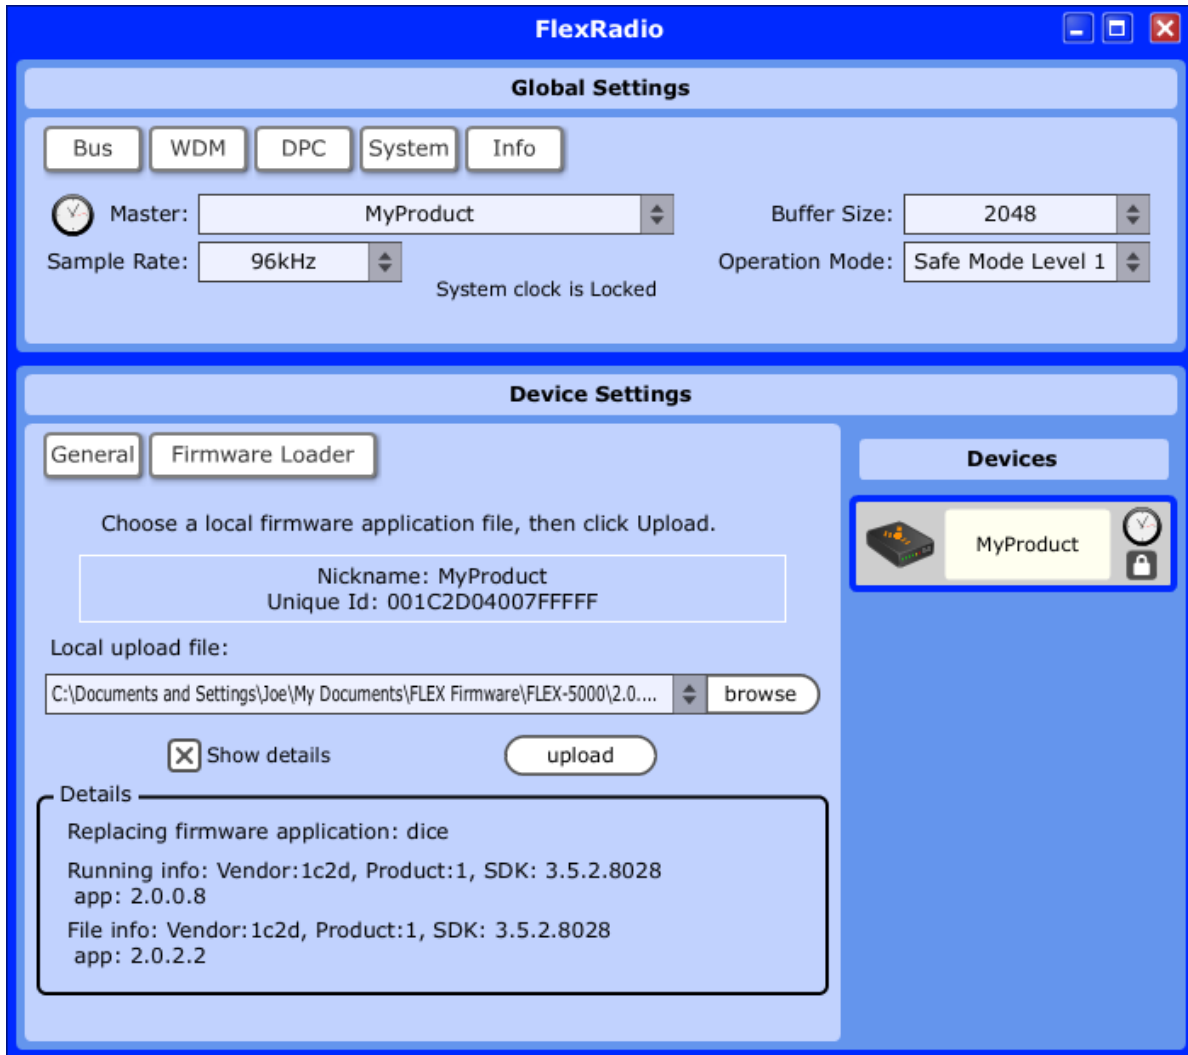 FlexRadio
Global Settings
Bus WDM DPC System Info
Master: MyProduct Buffer Size: 2048
Sample Rate: 96kHz Operation Mode: Safe Mode Level 1
System clock is Locked
Device Settings
General Firmware Loader
Devices
Choose a local firmware application file, then click Upload.
MyProduct
Nickname: MyProduct
Unique Id: 001C2D04007FFFFF
Local upload file:
C:\Documents and Settings\Joe\My Documents\FLEX Firmware\FLEX-5000\2.0.... browse
Show details upload
Details
Replacing firmware application: dice
Running info: Vendor:1c2d, Product:1, SDK: 3.5.2.8028
app: 2.0.0.8
File info: Vendor:1c2d, Product:1, SDK: 3.5.2.8028
app: 2.0.2.2